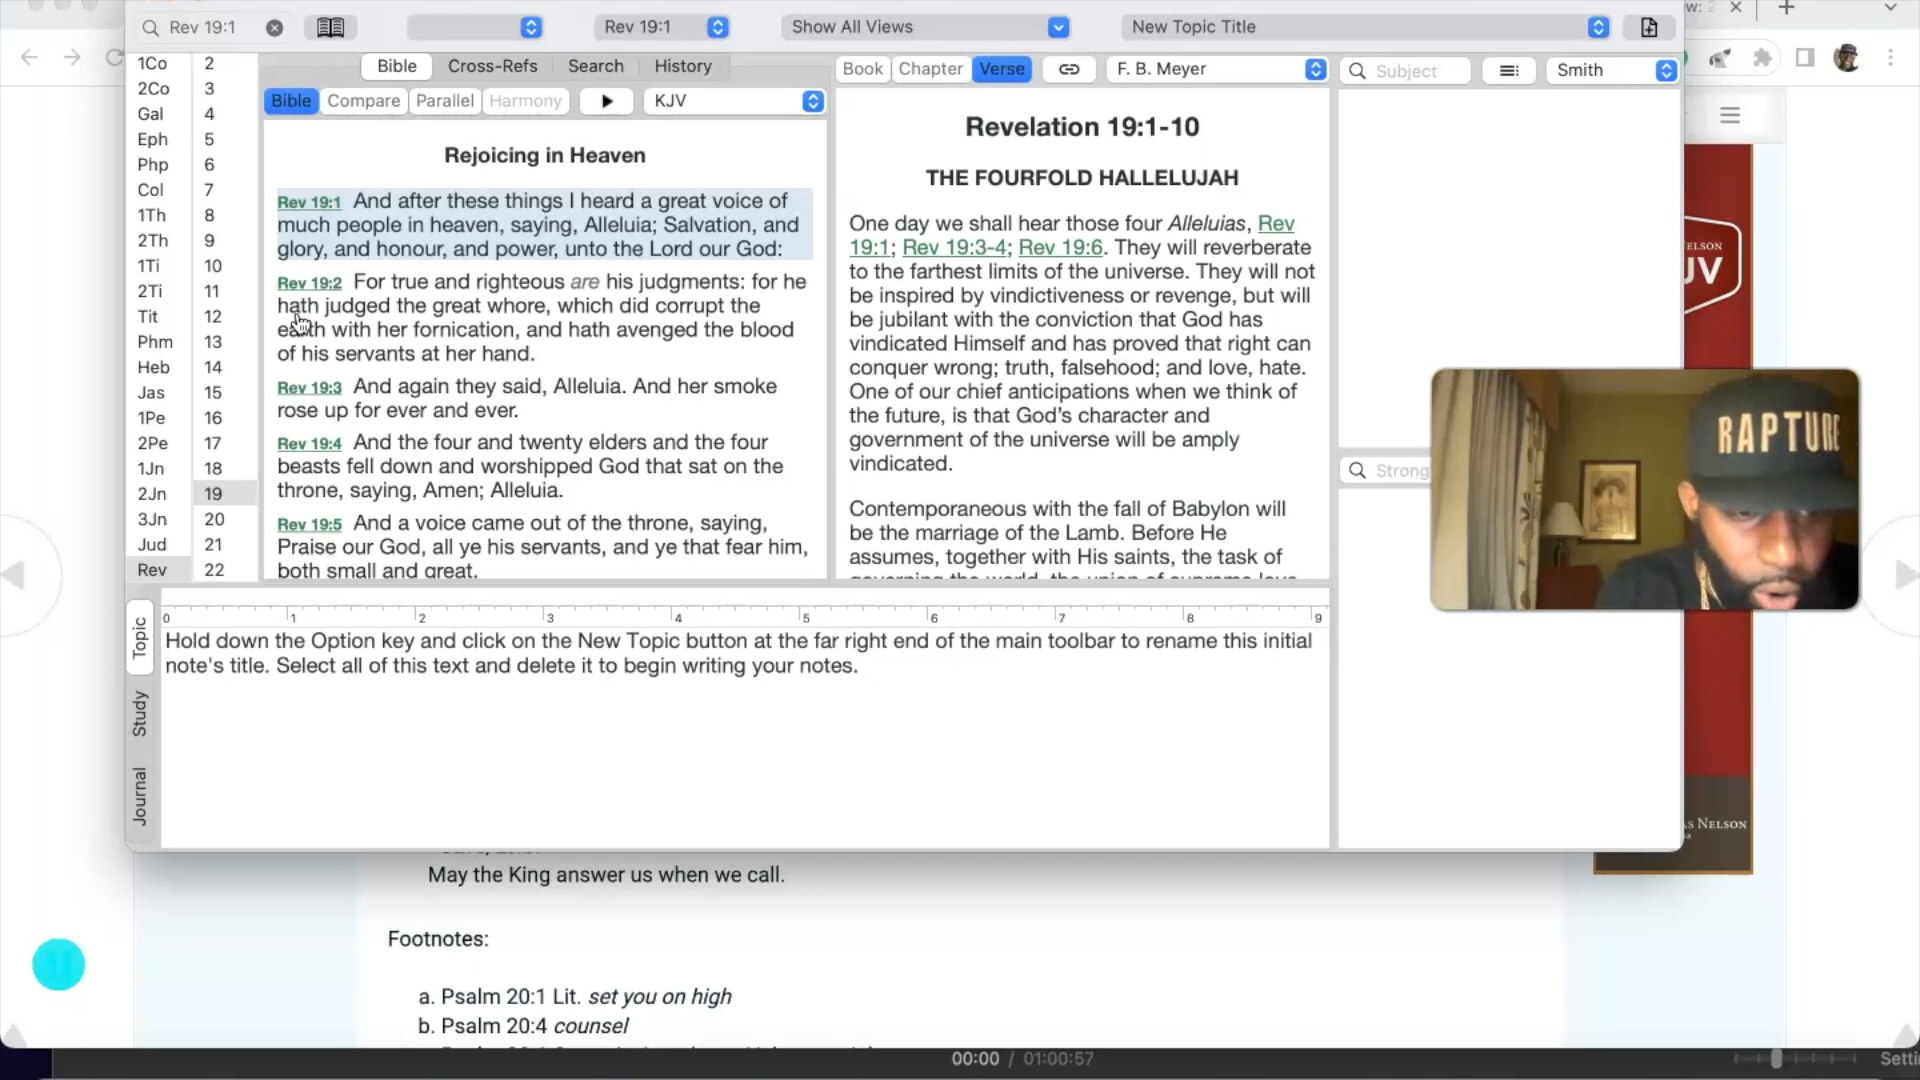 w: 2
Rev 19:1
Rev 19:1
Show All Views
New Topic Title
1Co 2
2Co 3
Gal 4
Eph 5
Php 6
Col 7
1Th 8
2Th 9
1Ti 10
2Ti 11
Tit 12
Phm 13
Heb 14
Jas 15
1Pe 16
2Pe 17
1Jn 18
2Jn 19
3Jn 20
Jud 21
Rev 22
Bible Cross-Refs Search History
Bible Compare Parallel Harmony KJV
Rejoicing in Heaven
Rev 19:1 And after these things I heard a great voice of
much people in heaven, saying, Alleluia; Salvation, and
glory, and honour, and power, unto the Lord our God:
Rev 19:2 For true and righteous are his judgments: for he
hath judged the great whore, which did corrupt the
earth with her fornication, and hath avenged the blood
of his servants at her hand.
Rev 19:3 And again they said, Alleluia. And her smoke
rose up for ever and ever.
Rev 19:4 And the four and twenty elders and the four
beasts fell down and worshipped God that sat on the
throne, saying, Amen; Alleluia.
Rev 19:5 And a voice came out of the throne, saying,
Praise our God, all ye his servants, and ye that fear him,
both small and great.
Book Chapter Verse F. B. Meyer
Revelation 19:1-10
THE FOURFOLD HALLELUJAH
One day we shall hear those four Alleluias, Rev
19:1; Rev 19:3-4; Rev 19:6. They will reverberate
to the farthest limits of the universe. They will not
be inspired by vindictiveness or revenge, but will
be jubilant with the conviction that God has
vindicated Himself and has proved that right can
conquer wrong; truth, falsehood; and love, hate.
One of our chief anticipations when we think of
the future, is that God's character and
government of the universe will be amply
vindicated.
Contemporaneous with the fall of Babylon will
be the marriage of the Lamb. Before He
assumes, together with His saints, the task of
governing the world, the union of supreme love
Subject
Smith
Strong
ELSON
JV
RAPTURE
S NELSON
Topic
Study
Journal
0 1 2 3 4 5 6 7 8 9
Hold down the Option key and click on the New Topic button at the far right end of the main toolbar to rename this initial
note's title. Select all of this text and delete it to begin writing your notes.
May the King answer us when we call.
Footnotes:
a. Psalm 20:1 Lit. set you on high
b. Psalm 20:4 counsel
00:00 / 01:00:57
Setti